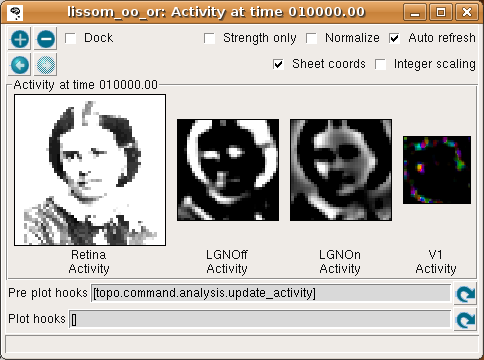 lissom_oo_or: Activity at time 010000.00
Dock
Strength only
Normalize
Auto refresh
Sheet coords
Integer scaling
Activity at time 010000.00
Retina
Activity
LGNOff
Activity
LGNOn
Activity
V1
Activity
Pre plot hooks [topo.command.analysis.update_activity]
Plot hooks []